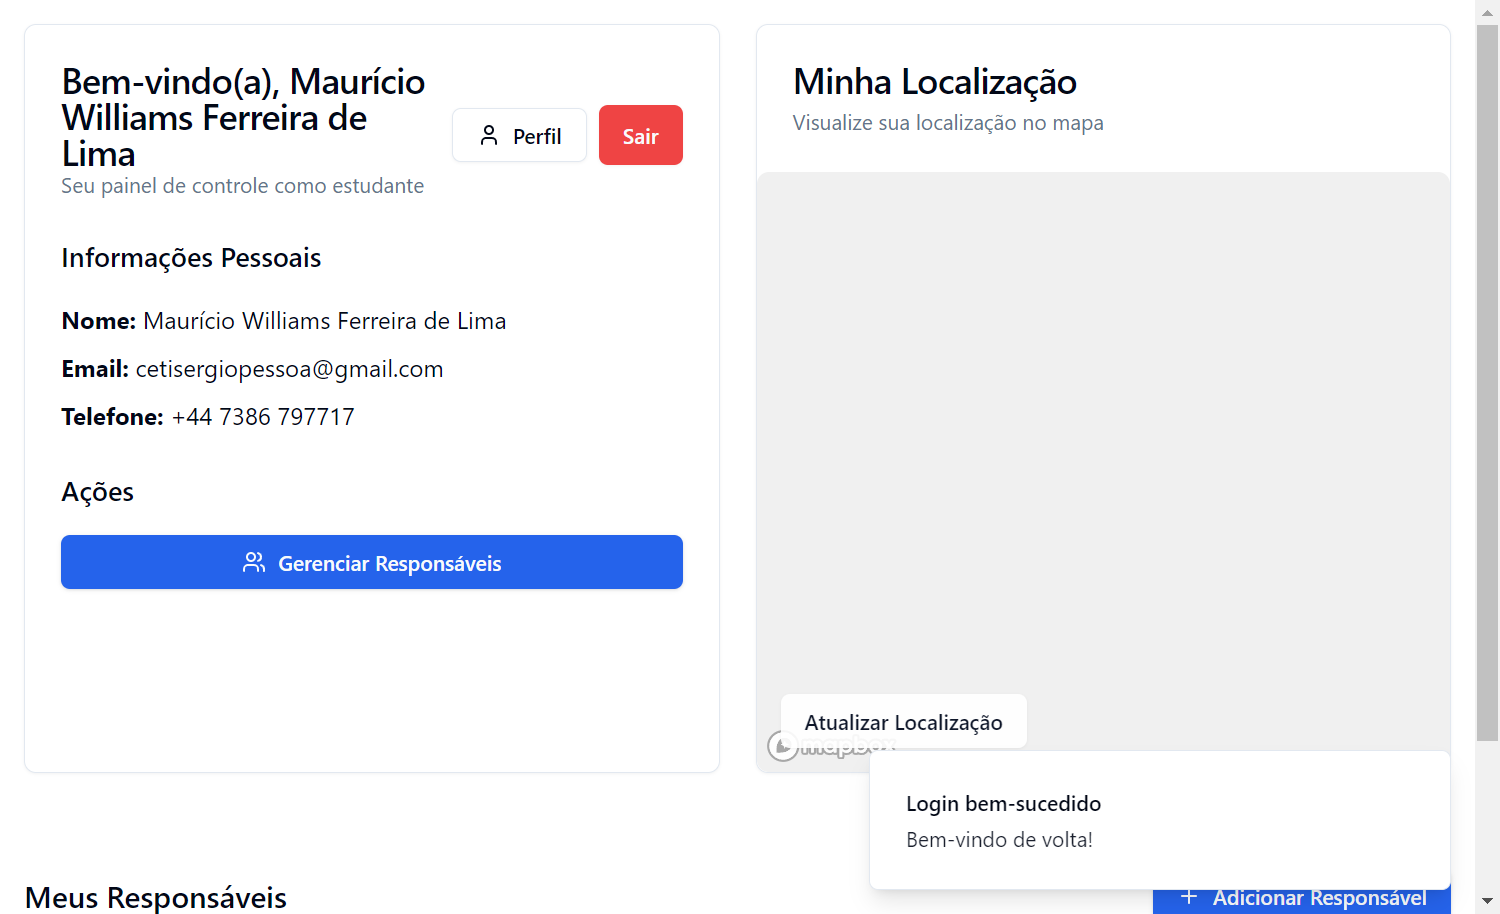 Bem-vindo(a), Maurício
Williams Ferreira de
Lima
Seu painel de controle como estudante
Perfil
Sair
Informações Pessoais
Nome: Maurício Williams Ferreira de Lima
Email: cetisergiopessoa@gmail.com
Telefone: +44 7386 797717
Ações
Gerenciar Responsáveis
Minha Localização
Visualize sua localização no mapa
Atualizar Localização
mapbox
Login bem-sucedido
Bem-vindo de volta!
Meus Responsáveis
Adicionar Responsável